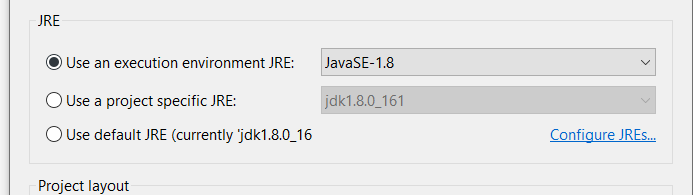 JRE
Use an execution environment JRE: JavaSE-1.8
Use a project specific JRE: jdk1.8.0_161
Use default JRE (currently 'jdk1.8.0_16 Configure JREs...
Project layout